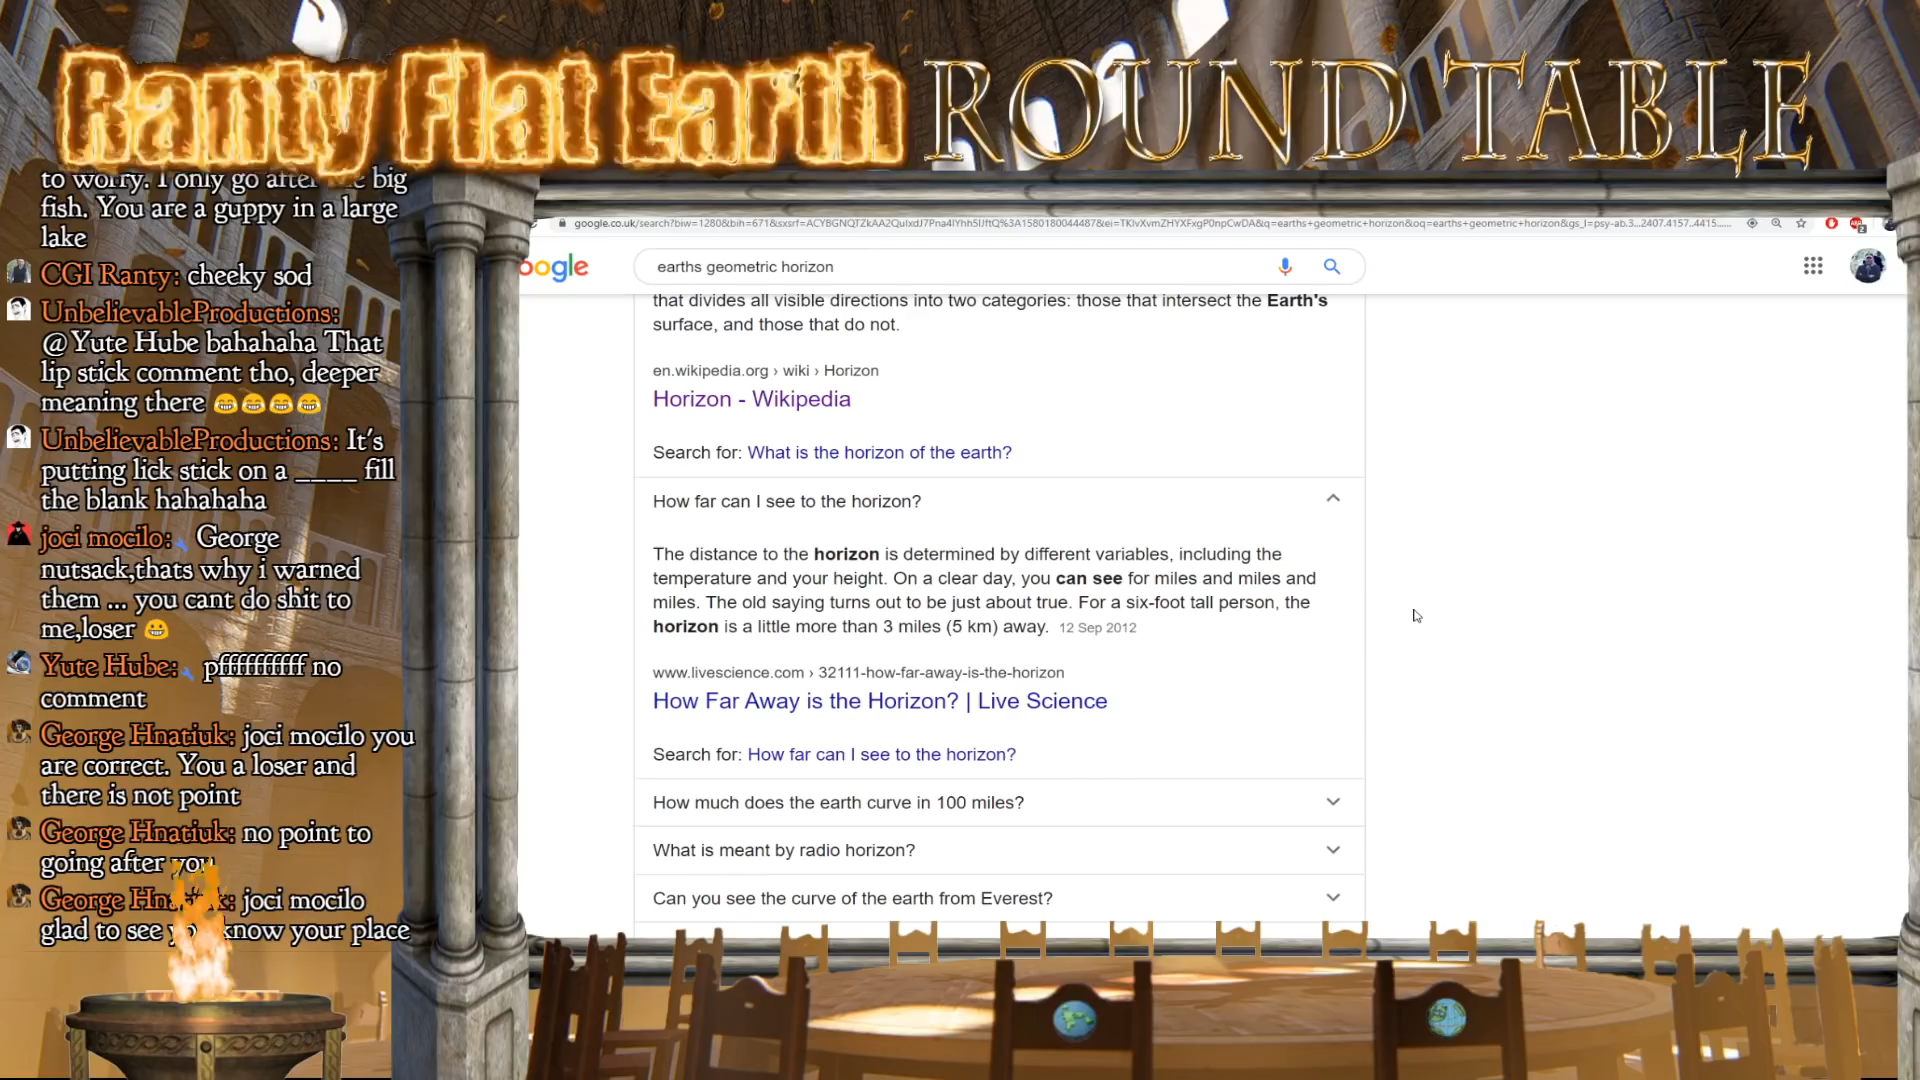 Ranty Flat Earth ROUND TABLE
to worry. I only go after the big
fish. You are a guppy in a large
lake
CGI Ranty: cheeky sod
UnbelievableProductions:
@Yute Hube bahahaha That
lip stick comment tho, deeper
meaning there 😂😂😂😂
UnbelievableProductions: It's
putting lick stick on a ____ fill
the blank hahahaha
joci mocilo: George
nutsack,thats why i warned
them ... you cant do shit to
me,loser 😀
Yute Hube: pffffffffff no
comment
George Hnatiuk: joci mocilo you
are correct. You a loser and
there is not point
George Hnatiuk: no point to
going after you
George Hnatiuk: joci mocilo
glad to see you know your place
oogle
earths geometric horizon
that divides all visible directions into two categories: those that intersect the Earth's
surface, and those that do not.
en.wikipedia.org › wiki › Horizon
Horizon - Wikipedia
Search for: What is the horizon of the earth?
How far can I see to the horizon?
The distance to the horizon is determined by different variables, including the
temperature and your height. On a clear day, you can see for miles and miles and
miles. The old saying turns out to be just about true. For a six-foot tall person, the
horizon is a little more than 3 miles (5 km) away. 12 Sep 2012
www.livescience.com › 32111-how-far-away-is-the-horizon
How Far Away is the Horizon? | Live Science
Search for: How far can I see to the horizon?
How much does the earth curve in 100 miles?
What is meant by radio horizon?
Can you see the curve of the earth from Everest?